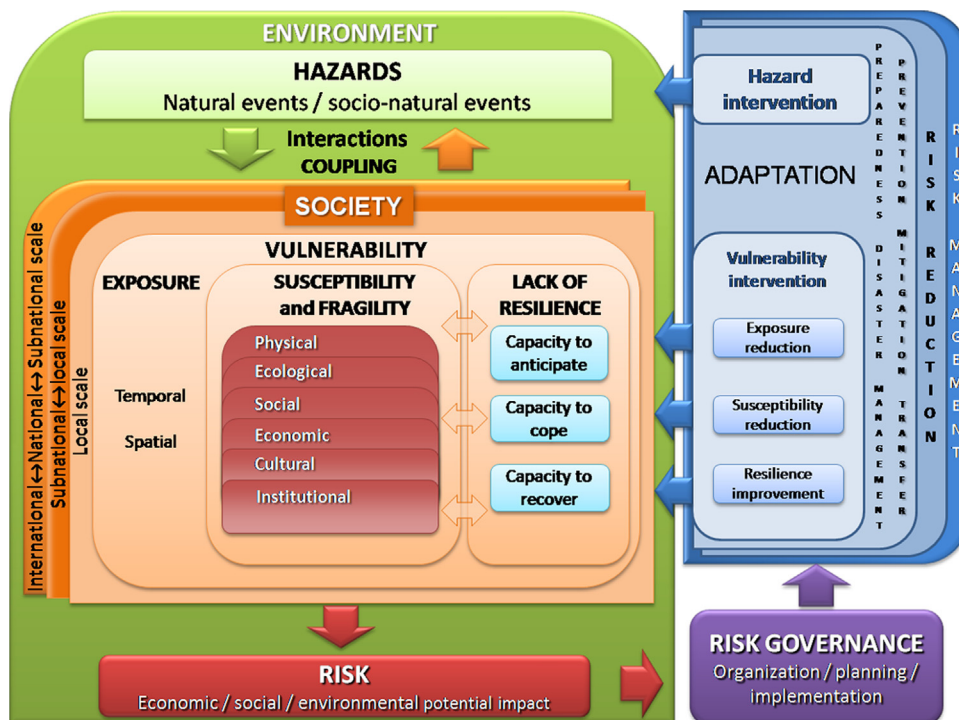 ENVIRONMENT
HAZARDS
Natural events / socio-natural events
Interactions
COUPLING
SOCIETY
International↔National↔Subnational scale
Subnational↔local scale
Local scale
VULNERABILITY
EXPOSURE
Temporal
Spatial
SUSCEPTIBILITY
and FRAGILITY
Physical
Ecological
Social
Economic
Cultural
Institutional
LACK OF
RESILIENCE
Capacity to
anticipate
Capacity to
cope
Capacity to
recover
RISK
Economic / social / environmental potential impact
Hazard
intervention
ADAPTATION
Vulnerability
intervention
Exposure
reduction
Susceptibility
reduction
Resilience
improvement
PREPAREDNESS DISASTER MANAGEMENT
PREVENTION MITIGATION TRANSFER
RISK REDUCTION
RISK MANAGEMENT
RISK GOVERNANCE
Organization / planning /
implementation